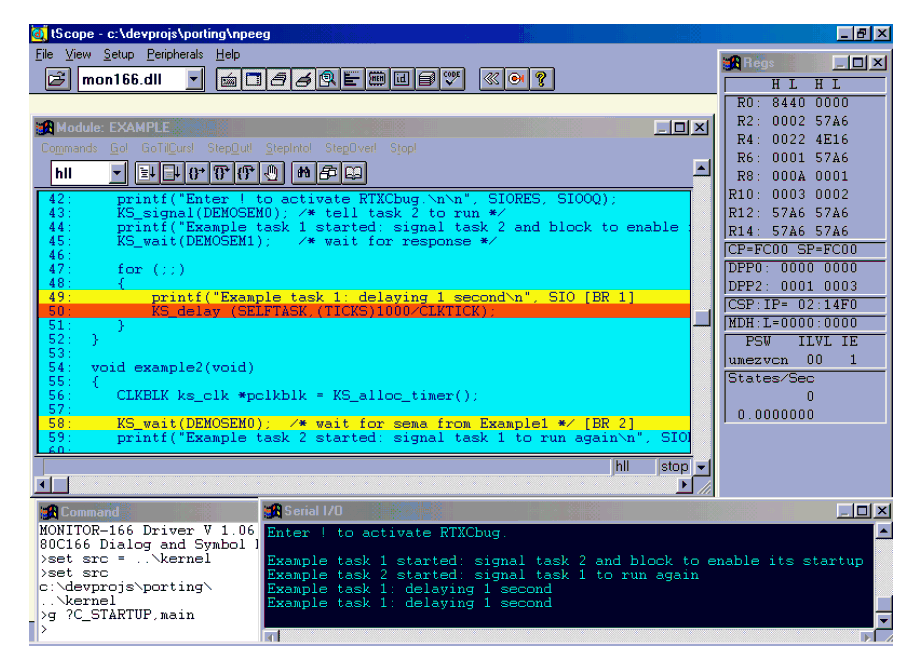 tScope - c:\devprojs\porting\npeeg
File View Setup Peripherals Help
mon166.dll
Module: EXAMPLE
Commands Go! GoTilCurs! StepOut! StepInto! StepOver! Stop!
hll
42: printf("Enter ! to activate RTXCbug.\n\n", SIORES, SIOOQ);
43: KS_signal(DEMOSEM0); /* tell task 2 to run */
44: printf("Example task 1 started: signal task 2 and block to enable
45: KS_wait(DEMOSEM1); /* wait for response */
46:
47: for (;;)
48: {
49: printf("Example task 1: delaying 1 second\n", SIO [BR 1]
50: KS_delay (SELFTASK,(TICKS)1000/CLKTICK);
51: }
52: }
53:
54: void example2(void)
55: {
56: CLKBLK ks_clk *pclkblk = KS_alloc_timer();
57:
58: KS_wait(DEMOSEM0); /* wait for sema from Example1 */ [BR 2]
59: printf("Example task 2 started: signal task 1 to run again\n", SIO
60:
hll stop
Regs
H L H L
R0: 8440 0000
R2: 0002 57A6
R4: 0022 4E16
R6: 0001 57A6
R8: 000A 0001
R10: 0003 0002
R12: 57A6 57A6
R14: 57A6 57A6
CP=FC00 SP=FC00
DPP0: 0000 0000
DPP2: 0001 0003
CSP:IP= 02:14F0
MDH:L=0000:0000
PSW ILVL IE
umezvcn 00 1
States/Sec
0
0.0000000
Command
MONITOR-166 Driver V 1.06
80C166 Dialog and Symbol
>set src = ..\kernel
>set src
c:\devprojs\porting\
..\kernel
>g ?C_STARTUP,main
>
Serial I/O
Enter ! to activate RTXCbug.
Example task 1 started: signal task 2 and block to enable its startup
Example task 2 started: signal task 1 to run again
Example task 1: delaying 1 second
Example task 1: delaying 1 second